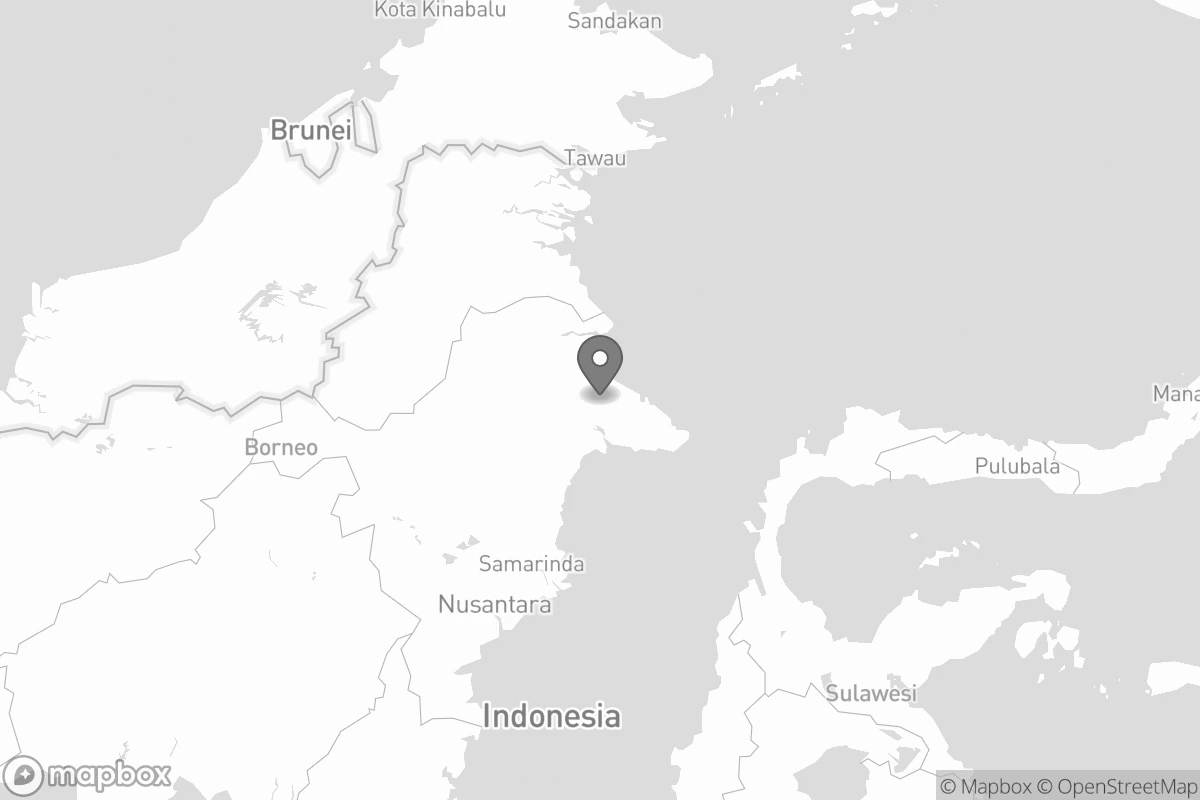 Kota Kinabalu
Sandakan
Brunei
Tawau
Mana
Borneo
Pulubala
Samarinda
Nusantara
Sulawesi
Indonesia
mapbox
© Mapbox © OpenStreetMap